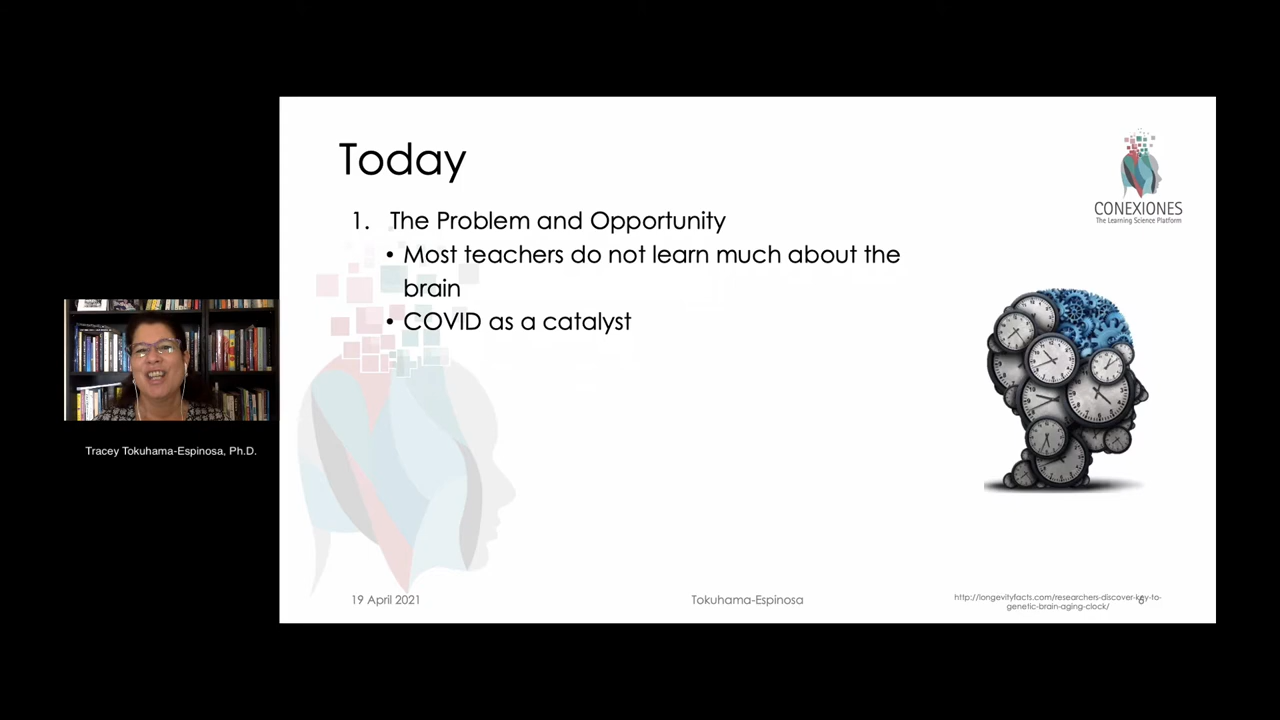 Today
1. The Problem and Opportunity
• Most teachers do not learn much about the
brain
• COVID as a catalyst
CONEXIONES
The Learning Science Platform
Tracey Tokuhama-Espinosa, Ph.D.
19 April 2021
Tokuhama-Espinosa
http://longevityfacts.com/researchers-discover-key-to-
genetic-brain-aging-clock/
6